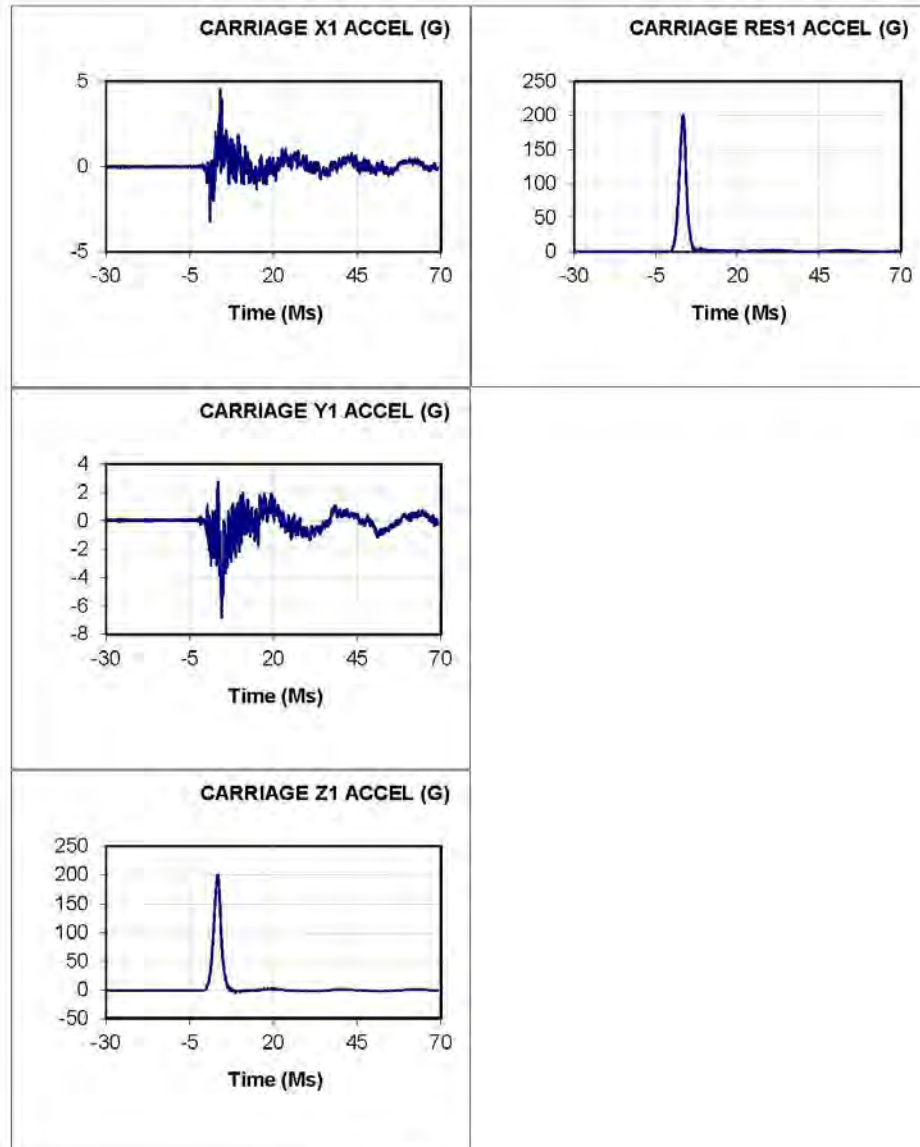 CARRIAGE X1 ACCEL (G)
5
0
-5
-30 -5 20 45 70
Time (Ms)
CARRIAGE RES1 ACCEL (G)
250
200
150
100
50
0
-30 -5 20 45 70
Time (Ms)
CARRIAGE Y1 ACCEL (G)
4
2
0
-2
-4
-6
-8
-30 -5 20 45 70
Time (Ms)
CARRIAGE Z1 ACCEL (G)
250
200
150
100
50
0
-50
-30 -5 20 45 70
Time (Ms)